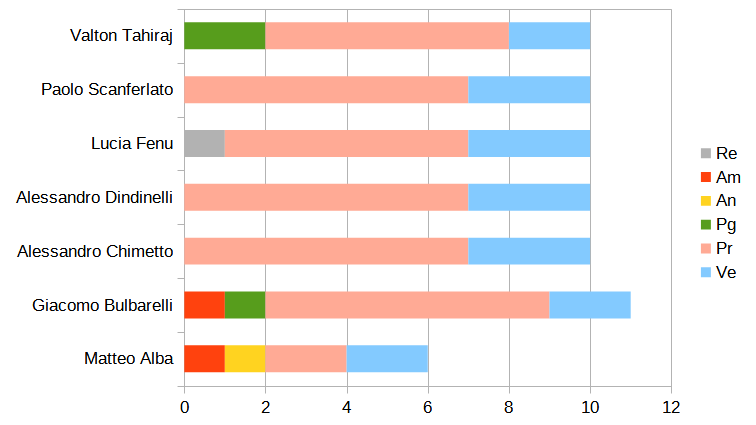 Valton Tahiraj
Paolo Scanferlato
Lucia Fenu
Alessandro Dindinelli
Alessandro Chimetto
Giacomo Bulbarelli
Matteo Alba
0 2 4 6 8 10 12
Re
Am
An
Pg
Pr
Ve